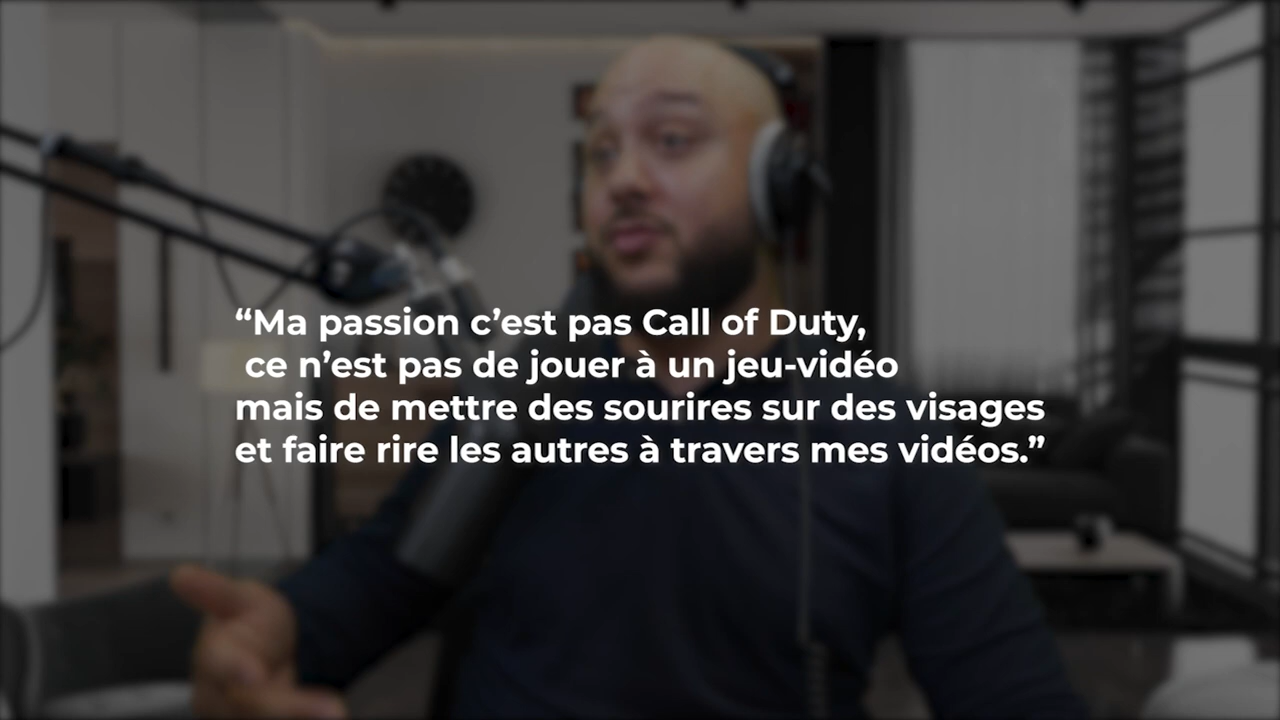 “Ma passion c’est pas Call of Duty,
ce n’est pas de jouer à un jeu-vidéo
mais de mettre des sourires sur des visages
et faire rire les autres à travers mes vidéos.”